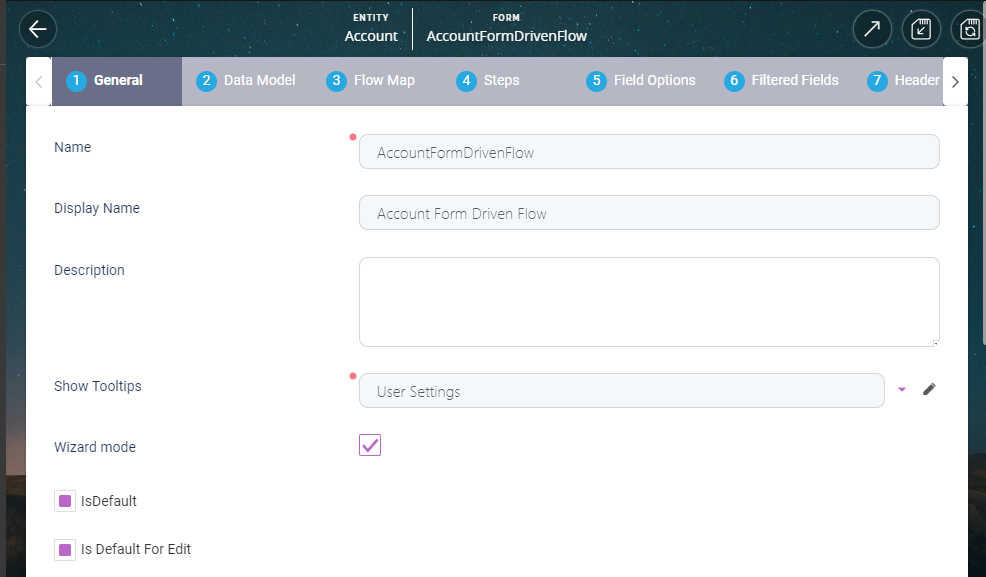 ENTITY
Account
FORM
AccountFormDrivenFlow
1 General
2 Data Model
3 Flow Map
4 Steps
5 Field Options
6 Filtered Fields
7 Header
Name
AccountFormDrivenFlow
Display Name
Account Form Driven Flow
Description
Show Tooltips
User Settings
Wizard mode
IsDefault
Is Default For Edit